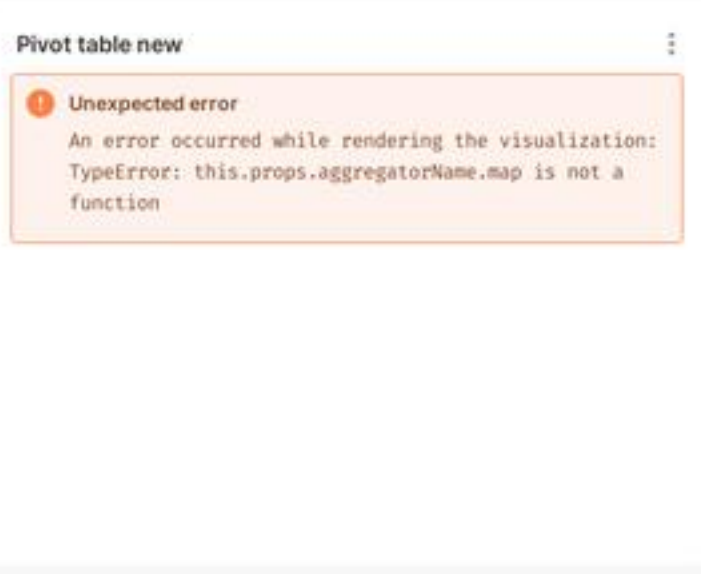 Pivot table new
Unexpected error
An error occurred while rendering the visualization:
TypeError: this.props.aggregatorName.map is not a
function